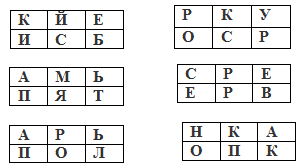 К Й Е
И С Б
Р К У
О С Р
А М Ь
П Я Т
С Р Е
Е Р В
А Р Ь
П О Л
Н К А
О П К